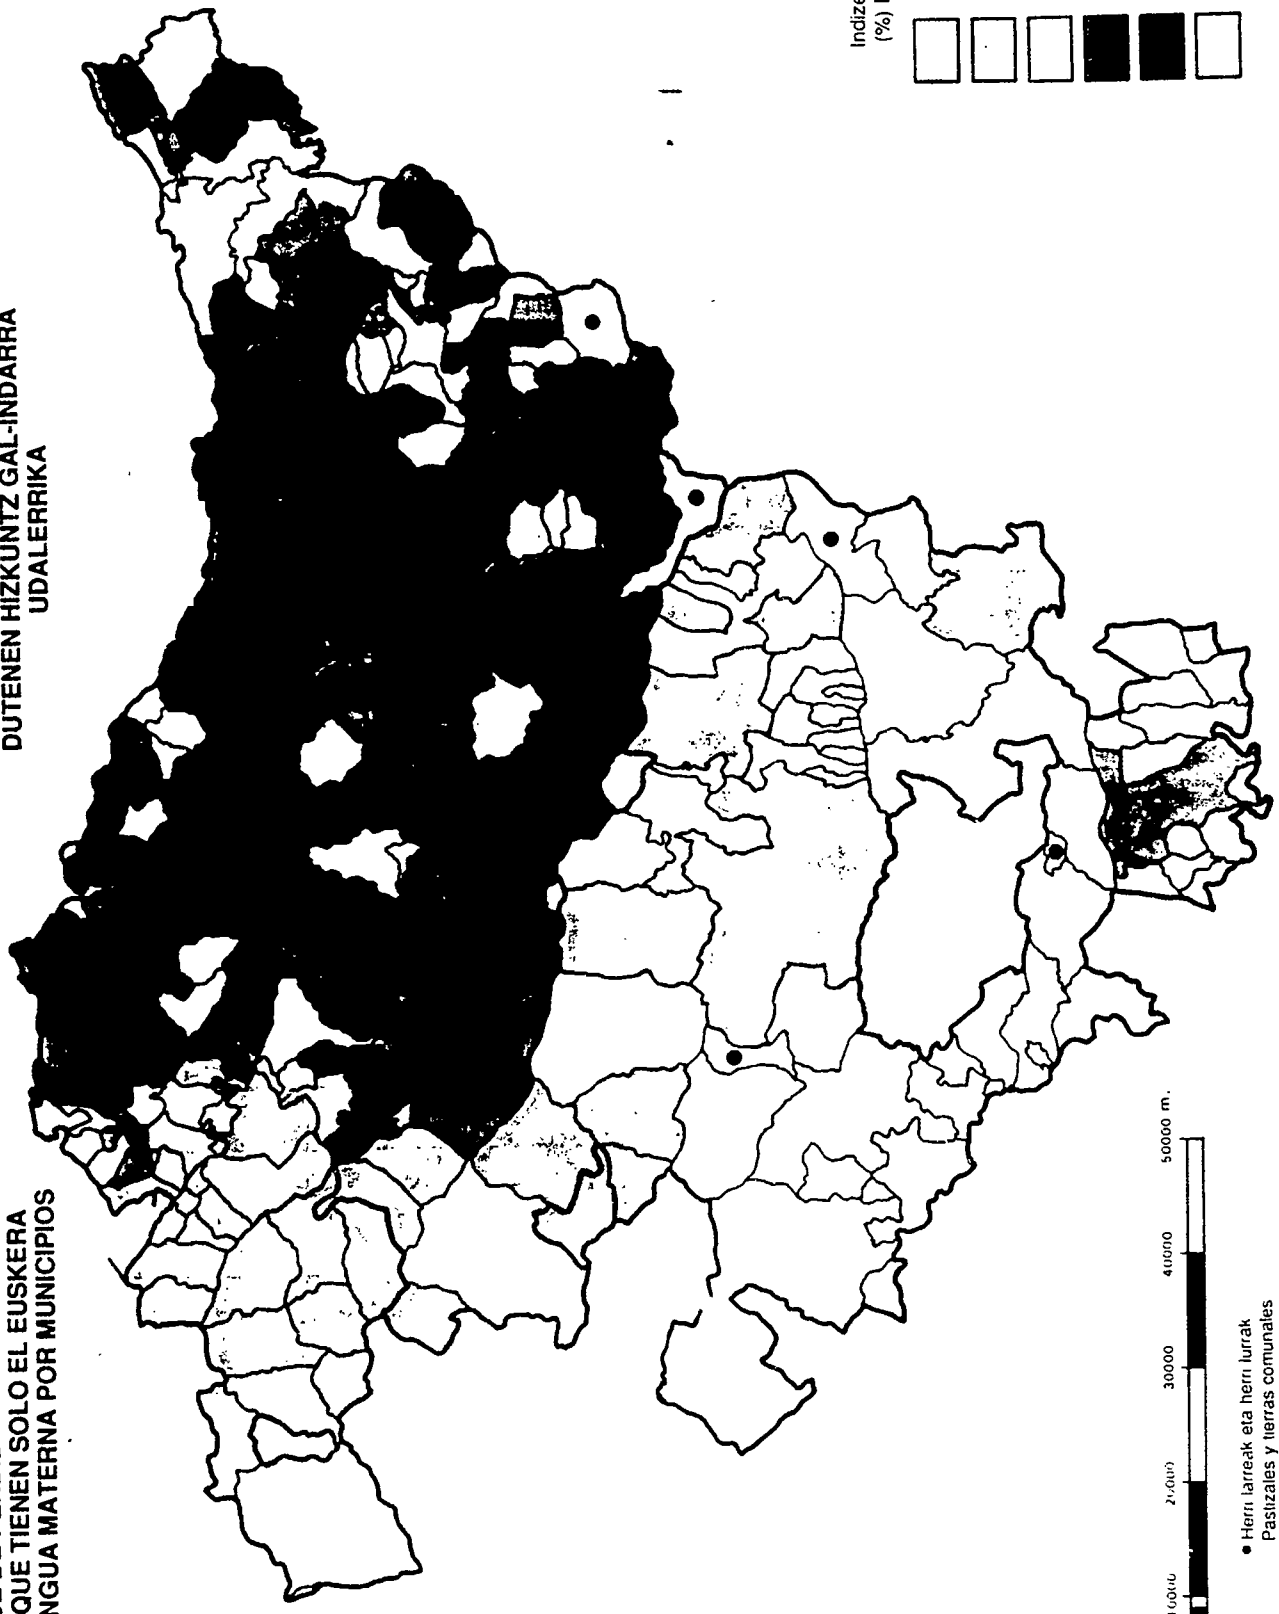 DUTENEN HIZKUNTZ GAL-INDARRA
UDALERRIKA
QUE TIENEN SOLO EL EUSKERA
NGUA MATERNA POR MUNICIPIOS
Indize
(%)
30000 40000 50000 m.
• Herri larreak eta herri lurrak
Pastizales y tierras comunales